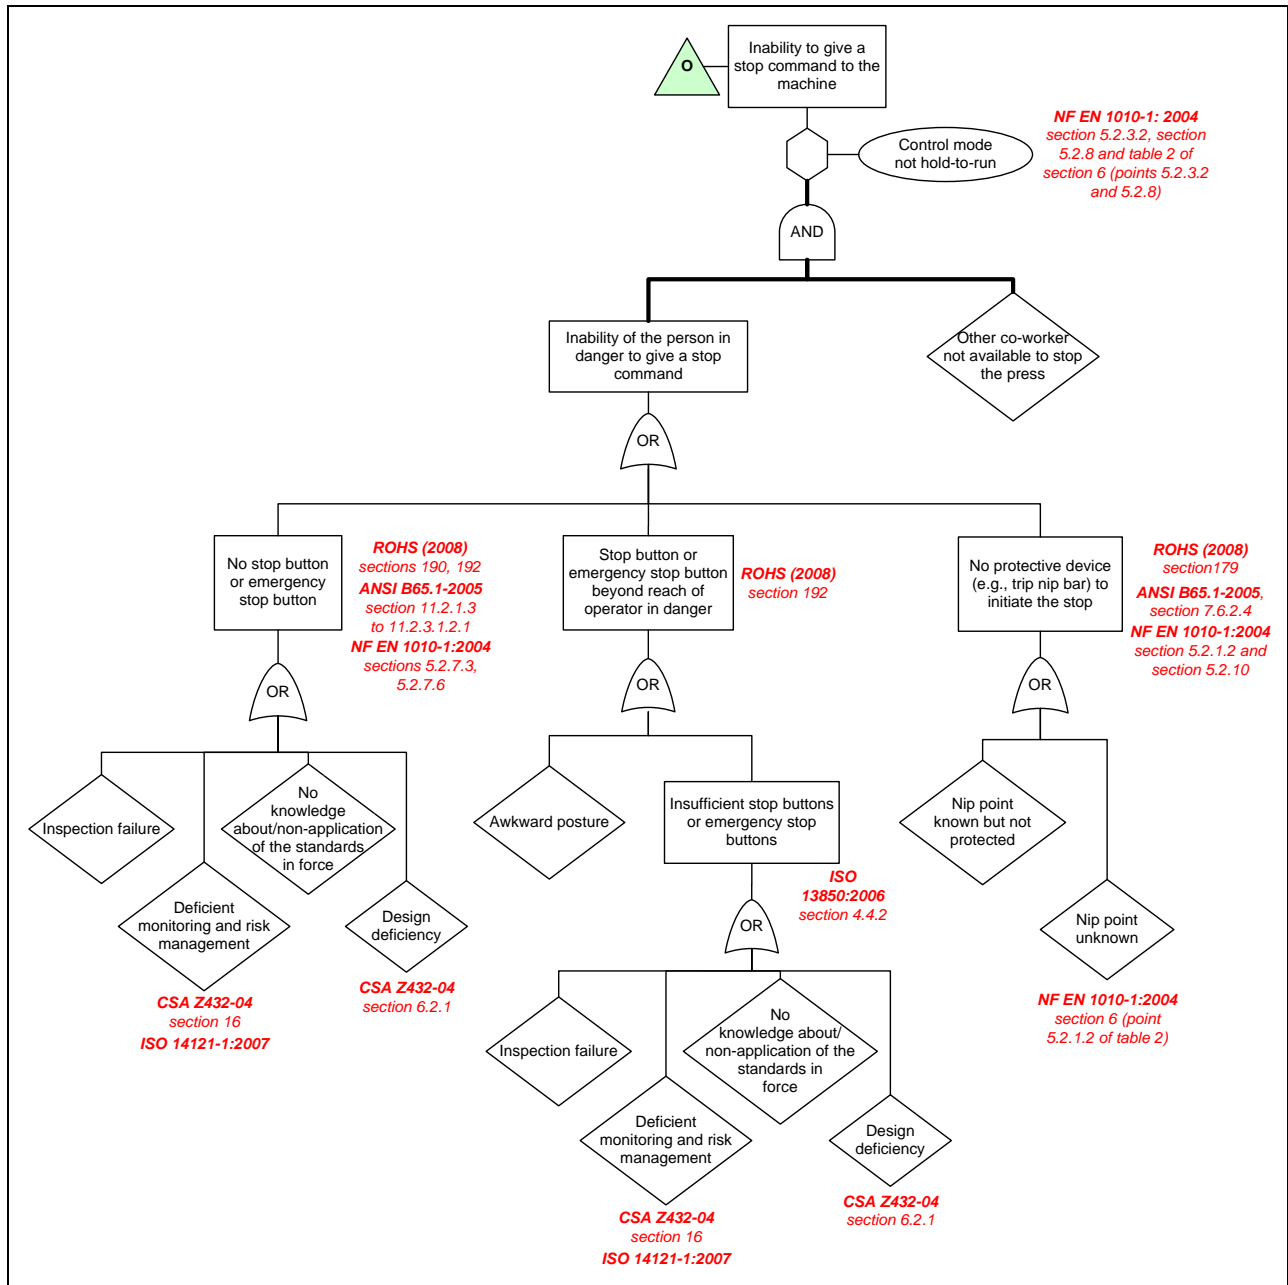 O
Inability to give a
stop command to the
machine
Control mode
not hold-to-run
NF EN 1010-1: 2004
section 5.2.3.2, section
5.2.8 and table 2 of
section 6 (points 5.2.3.2
and 5.2.8)
AND
Inability of the person in
danger to give a stop
command
Other co-worker
not available to stop
the press
OR
No stop button
or emergency
stop button
ROHS (2008)
sections 190, 192
ANSI B65.1-2005
section 11.2.1.3
to 11.2.3.1.2.1
NF EN 1010-1:2004
sections 5.2.7.3,
5.2.7.6
Stop button or
emergency stop button
beyond reach of
operator in danger
ROHS (2008)
section 192
No protective device
(e.g., trip nip bar) to
initiate the stop
ROHS (2008)
section179
ANSI B65.1-2005,
section 7.6.2.4
NF EN 1010-1:2004
section 5.2.1.2 and
section 5.2.10
OR
OR
OR
Inspection failure
No
knowledge
about/non-application
of the standards
in force
Deficient
monitoring and risk
management
CSA Z432-04
section 16
ISO 14121-1:2007
Design
deficiency
CSA Z432-04
section 6.2.1
Awkward posture
Insufficient stop buttons
or emergency stop
buttons
ISO
13850:2006
section 4.4.2
Nip point
known but not
protected
Nip point
unknown
NF EN 1010-1:2004
section 6 (point
5.2.1.2 of table 2)
OR
Inspection failure
No
knowledge about/
non-application of the
standards in
force
Deficient
monitoring and risk
management
CSA Z432-04
section 16
ISO 14121-1:2007
Design
deficiency
CSA Z432-04
section 6.2.1